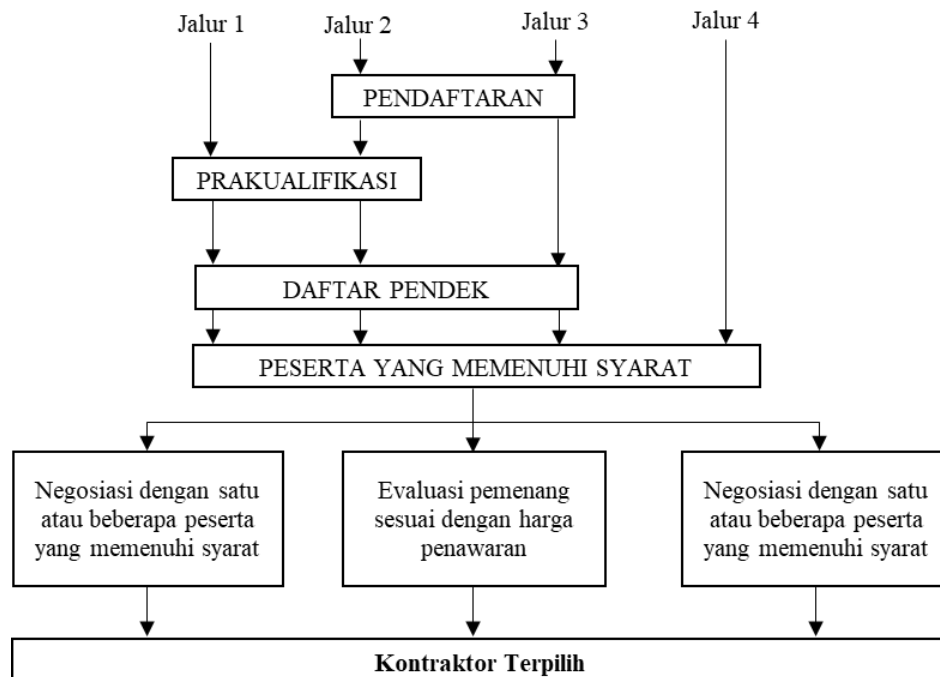 Jalur 1
Jalur 2
Jalur 3
Jalur 4
PENDAFTARAN
PRAKUALIFIKASI
DAFTAR PENDEK
PESERTA YANG MEMENUHI SYARAT
Negosiasi dengan satu
atau beberapa peserta
yang memenuhi syarat
Evaluasi pemenang
sesuai dengan harga
penawaran
Negosiasi dengan satu
atau beberapa peserta
yang memenuhi syarat
Kontraktor Terpilih